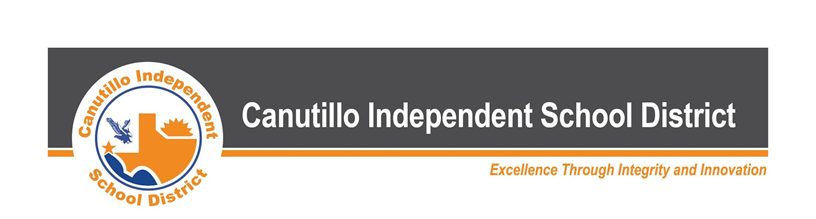 Canutillo Independent
School District
Canutillo Independent School District
Excellence Through Integrity and Innovation